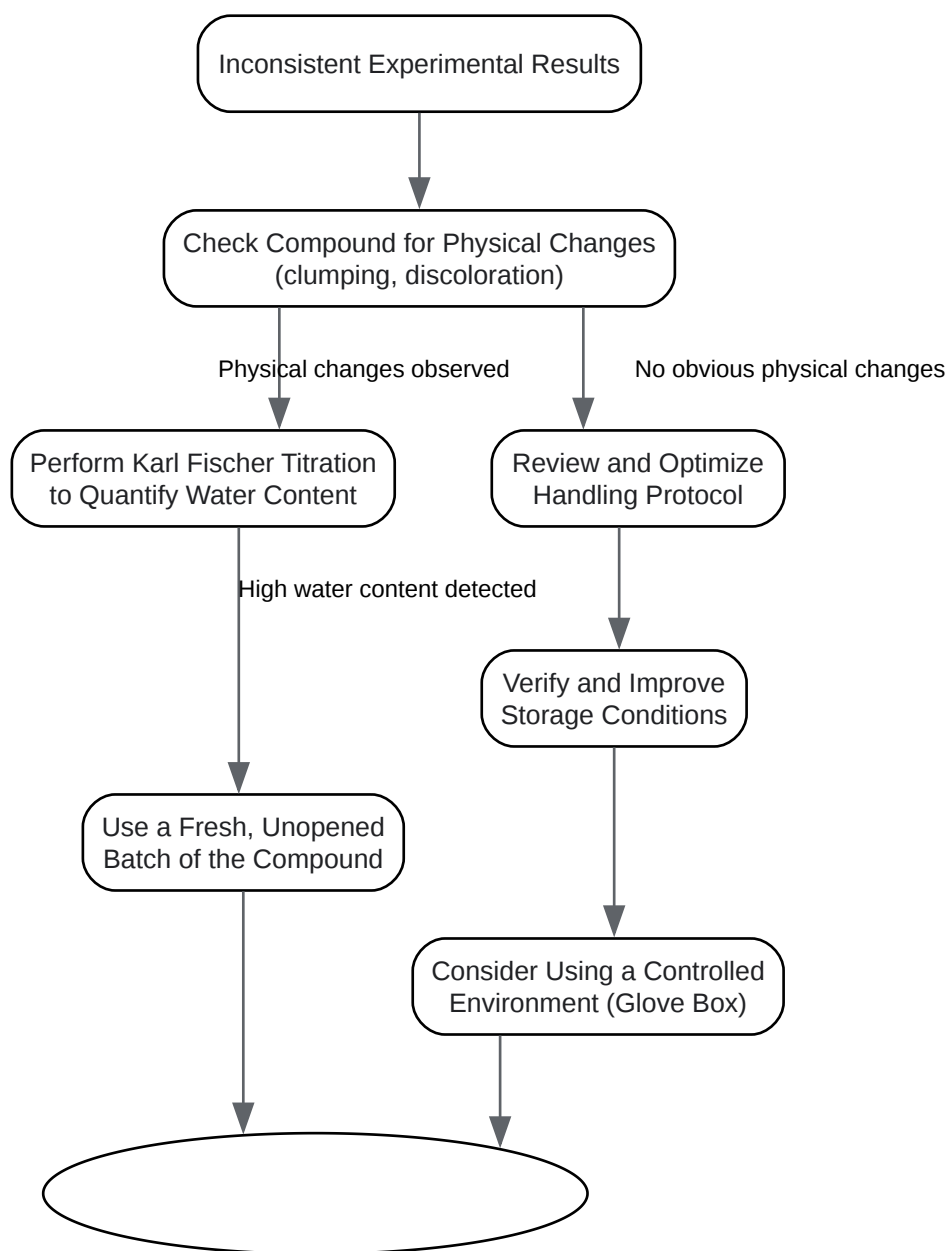 Inconsistent Experimental Results
Check Compound for Physical Changes
(clumping, discoloration)
Physical changes observed
No obvious physical changes
Perform Karl Fischer Titration
to Quantify Water Content
Review and Optimize
Handling Protocol
High water content detected
Verify and Improve
Storage Conditions
Use a Fresh, Unopened
Batch of the Compound
Consider Using a Controlled
Environment (Glove Box)